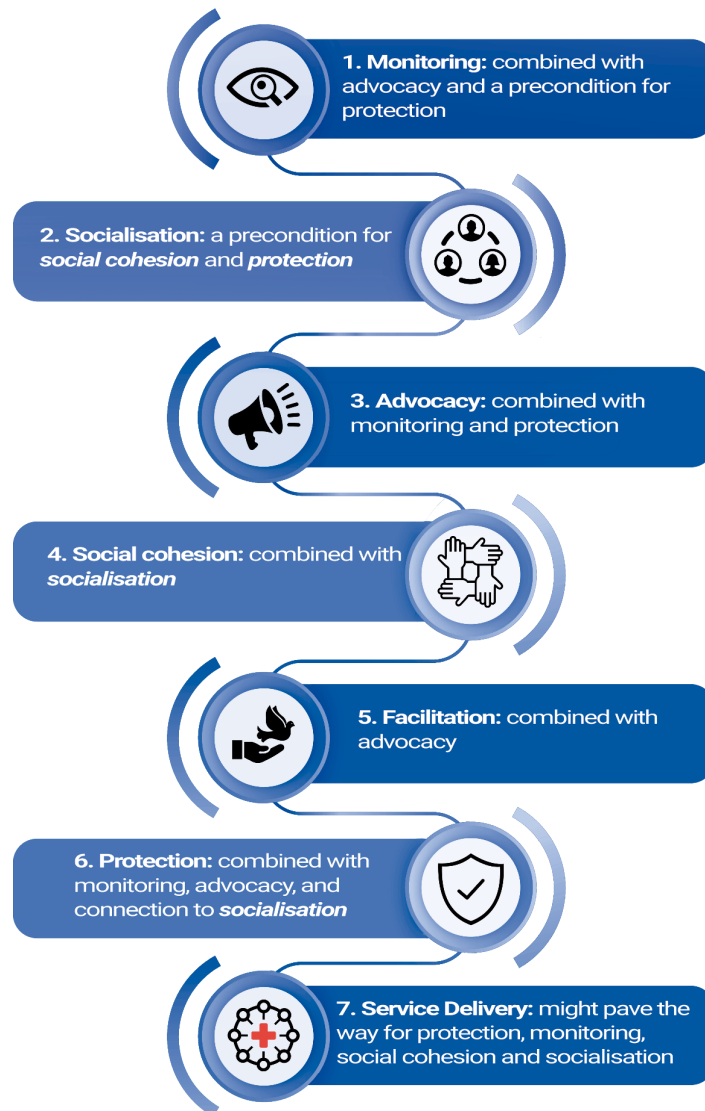 1. Monitoring: combined with
advocacy and a precondition for
protection
2. Socialisation: a precondition for
social cohesion and protection
3. Advocacy: combined with
monitoring and protection
4. Social cohesion: combined with
socialisation
5. Facilitation: combined with
advocacy
6. Protection: combined with
monitoring, advocacy, and
connection to socialisation
7. Service Delivery: might pave the
way for protection, monitoring,
social cohesion and socialisation